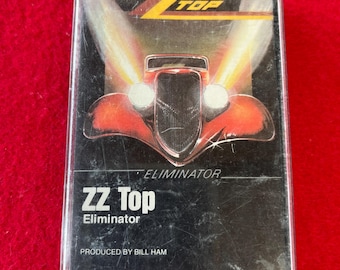 ZZ TOP
ELIMINATOR
ZZ Top
Eliminator
PRODUCED BY BILL HAM